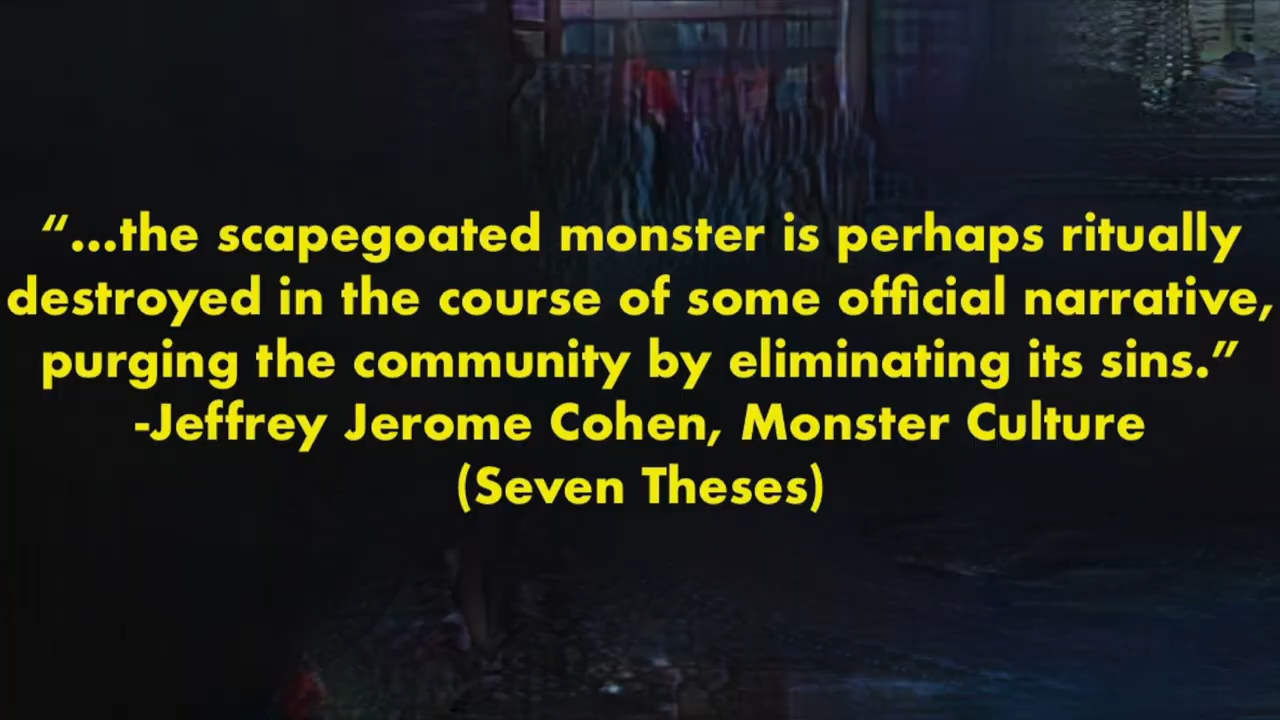 “...the scapegoated monster is perhaps ritually
destroyed in the course of some official narrative,
purging the community by eliminating its sins.”
-Jeffrey Jerome Cohen, Monster Culture
(Seven Theses)